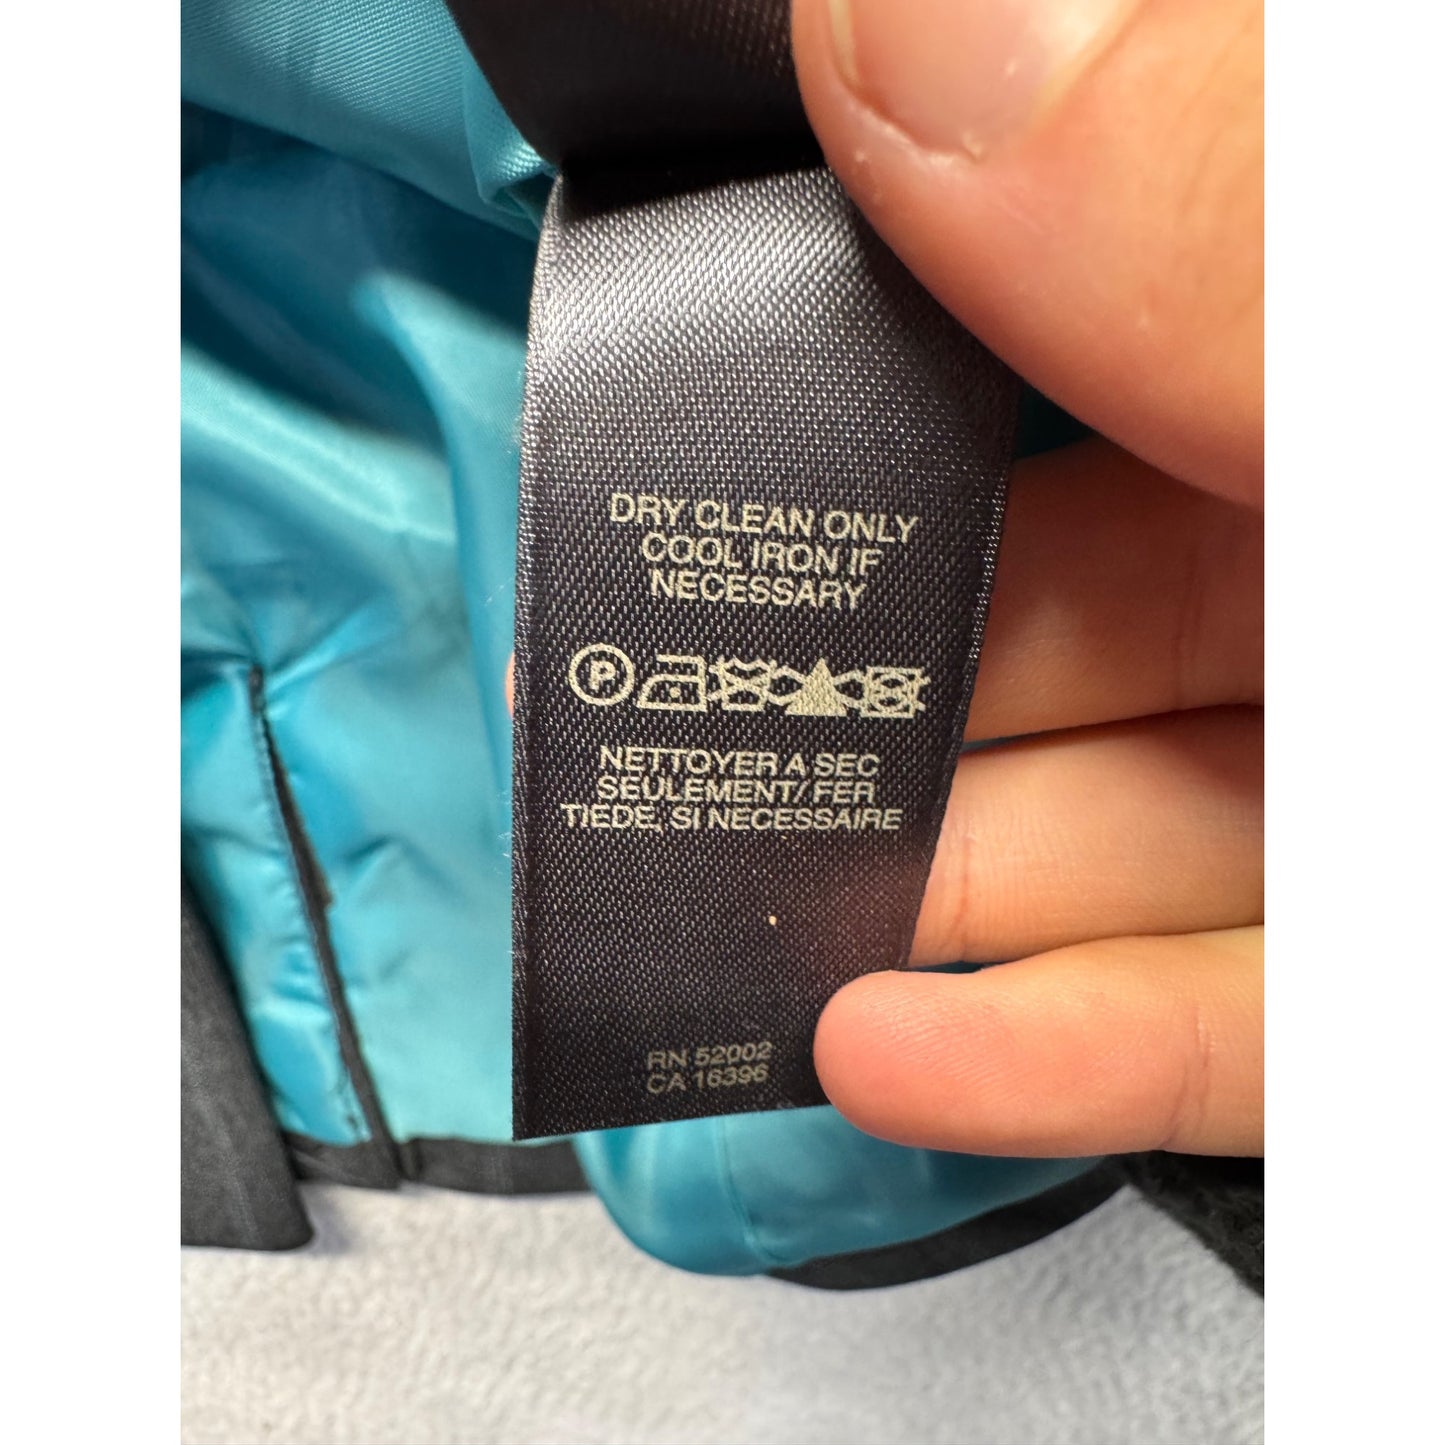 DRY CLEAN ONLY
COOL IRON IF
NECESSARY
P
NETTOYER A SEC
SEULEMENT/ FER
TIEDE, SI NECESSAIRE
RN 52002
CA 16396